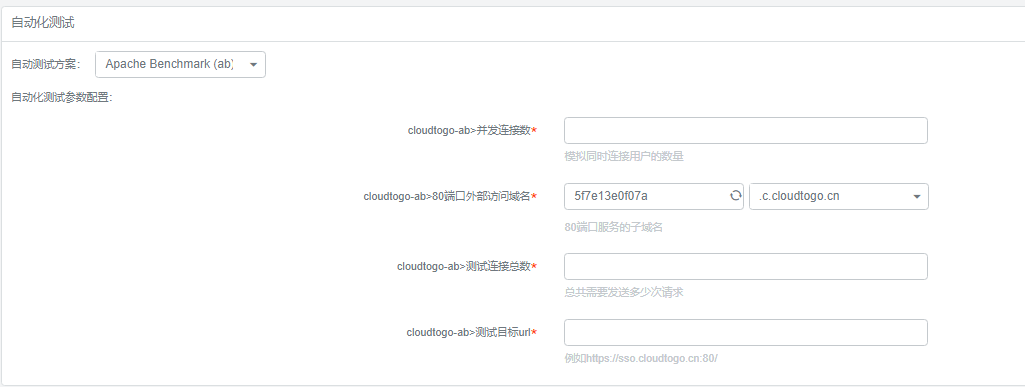 自动化测试
自动测试方案: Apache Benchmark (ab)
自动化测试参数配置:
cloudtogo-ab>并发连接数*
模拟同时连接用户的数量
cloudtogo-ab>80端口外部访问域名* 5f7e13e0f07a .c.cloudtogo.cn
80端口服务的子域名
cloudtogo-ab>测试连接总数*
总共需要发送多少次请求
cloudtogo-ab>测试目标url*
例如https://sso.cloudtogo.cn:80/